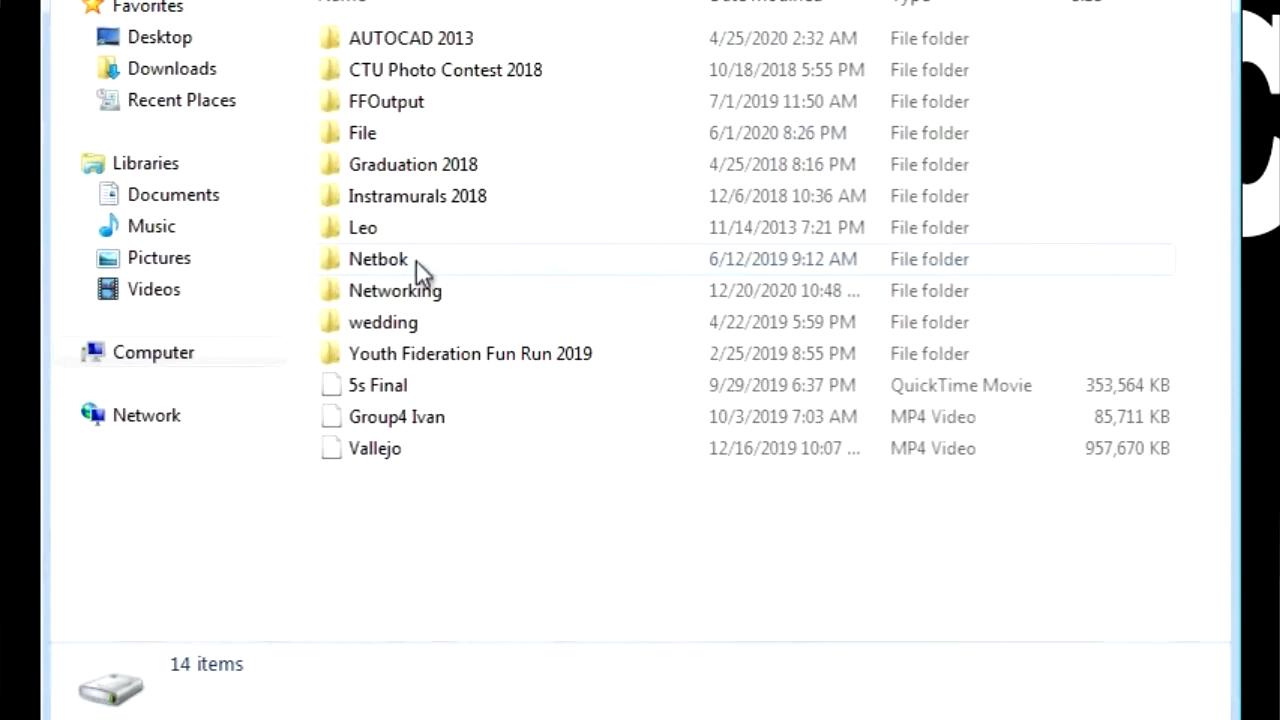 Favorites
Desktop
Downloads
Recent Places
Libraries
Documents
Music
Pictures
Videos
Computer
Network
Name Date modified Type Size
AUTOCAD 2013 4/25/2020 2:32 AM File folder
CTU Photo Contest 2018 10/18/2018 5:55 PM File folder
FFOutput 7/1/2019 11:50 AM File folder
File 6/1/2020 8:26 PM File folder
Graduation 2018 4/25/2018 8:16 PM File folder
Instramurals 2018 12/6/2018 10:36 AM File folder
Leo 11/14/2013 7:21 PM File folder
Netbok 6/12/2019 9:12 AM File folder
Networking 12/20/2020 10:48 ... File folder
wedding 4/22/2019 5:59 PM File folder
Youth Fideration Fun Run 2019 2/25/2019 8:55 PM File folder
5s Final 9/29/2019 6:37 PM QuickTime Movie 353,564 KB
Group4 Ivan 10/3/2019 7:03 AM MP4 Video 85,711 KB
Vallejo 12/16/2019 10:07 ... MP4 Video 957,670 KB
14 items